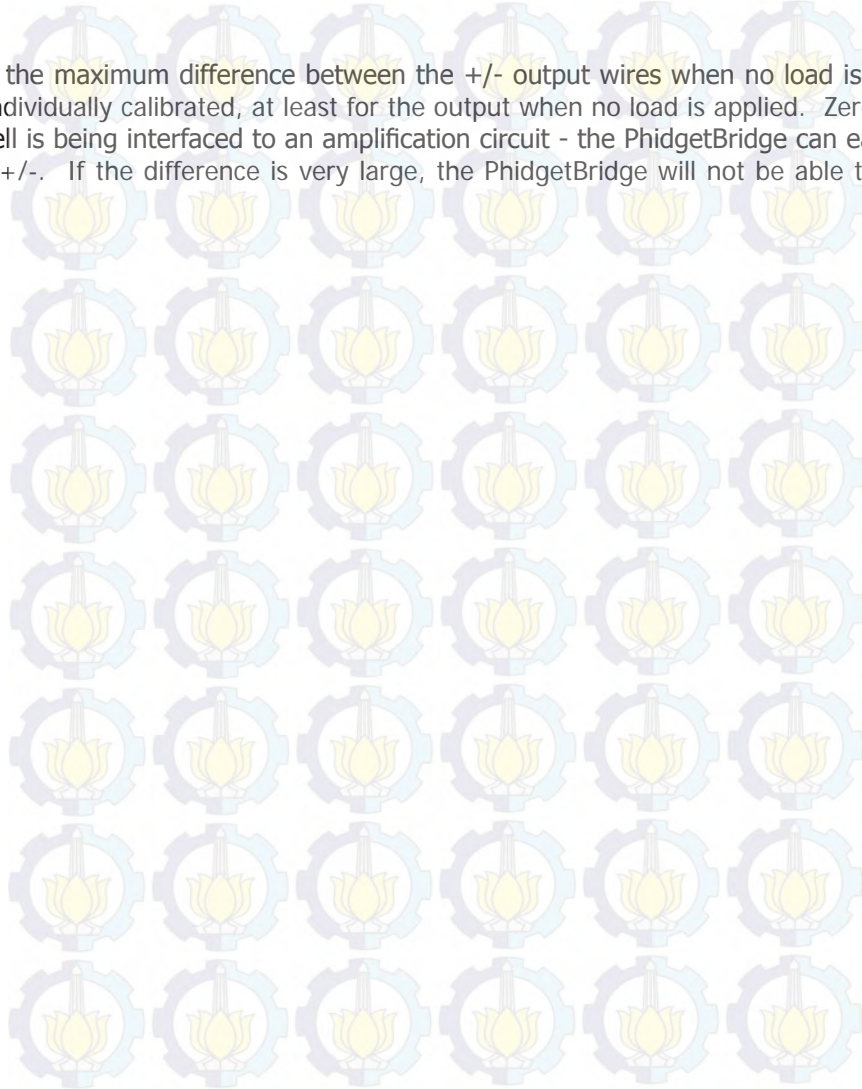 the maximum difference between the +/- output wires when no load is
dividually calibrated, at least for the output when no load is applied. Zer
ll is being interfaced to an amplification circuit - the PhidgetBridge can ea
+/-. If the difference is very large, the PhidgetBridge will not be able t